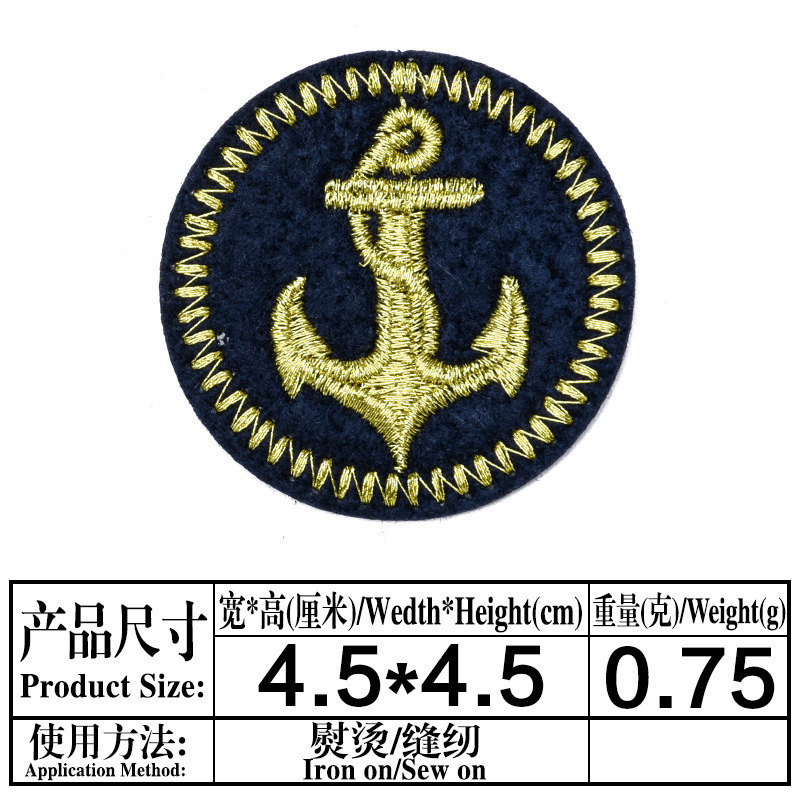 产品尺寸
Product Size:
宽*高(厘米)/Wedth*Height(cm)
重量(克)/Weight(g)
4.5*4.5
0.75
使用方法:
Application Method:
熨烫/缝纫
Iron on/Sew on